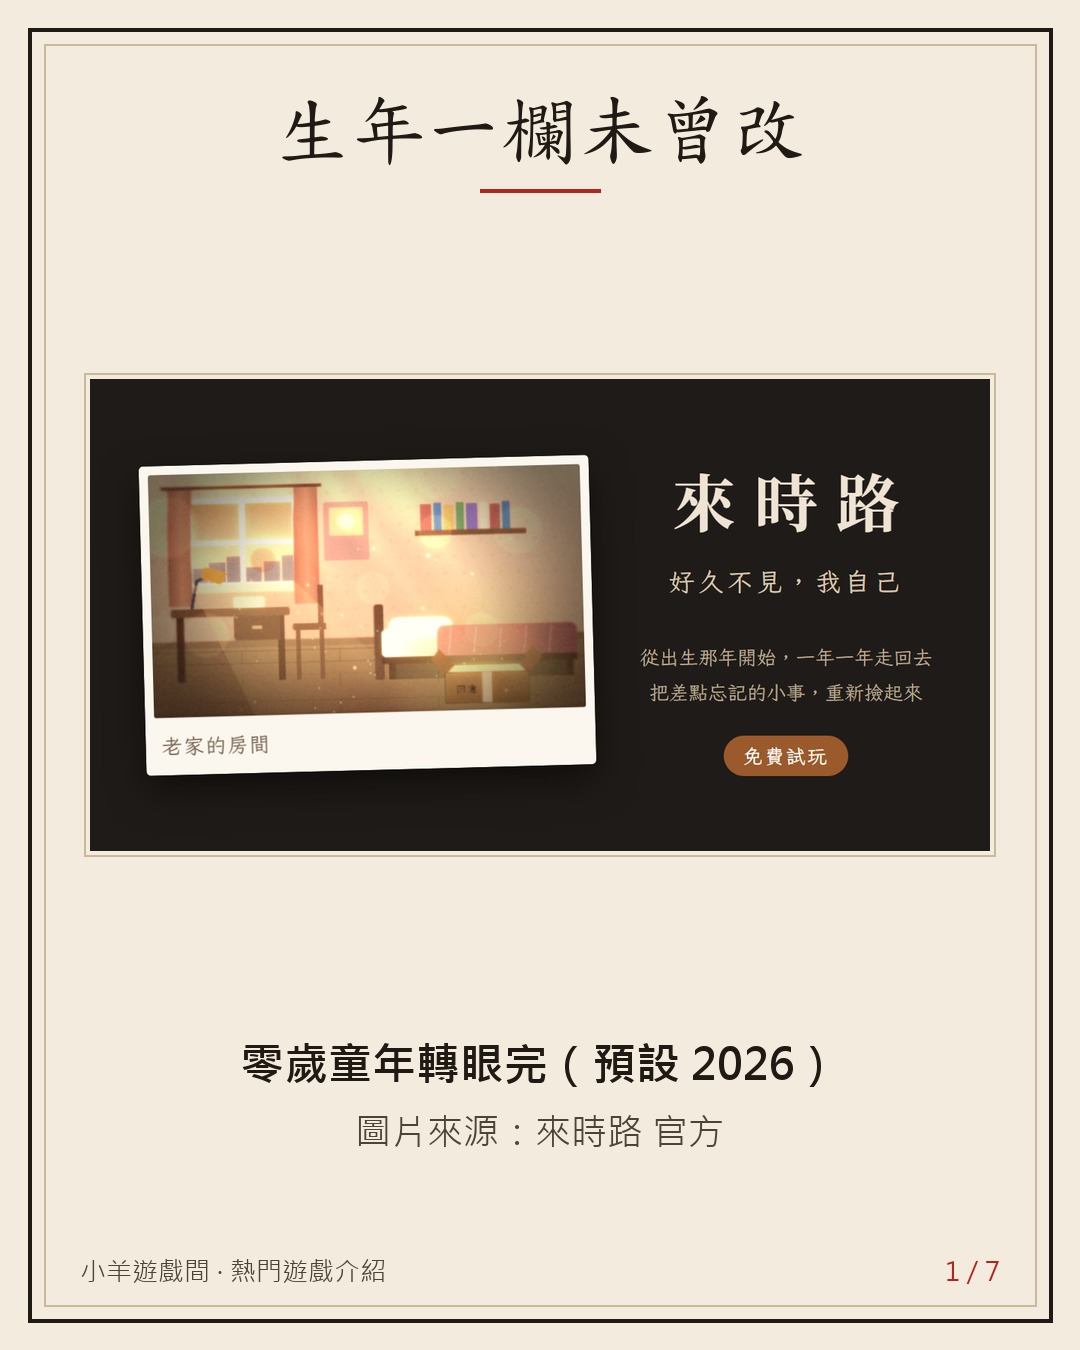 生年一欄未曾改
來時路
好久不見，我自己
從出生那年開始，一年一年走回去
把差點忘記的小事，重新撿起來
免費試玩
老家的房間
零歲童年轉眼完（預設 2026）
圖片來源：來時路 官方
小羊遊戲間 · 熱門遊戲介紹
1 / 7